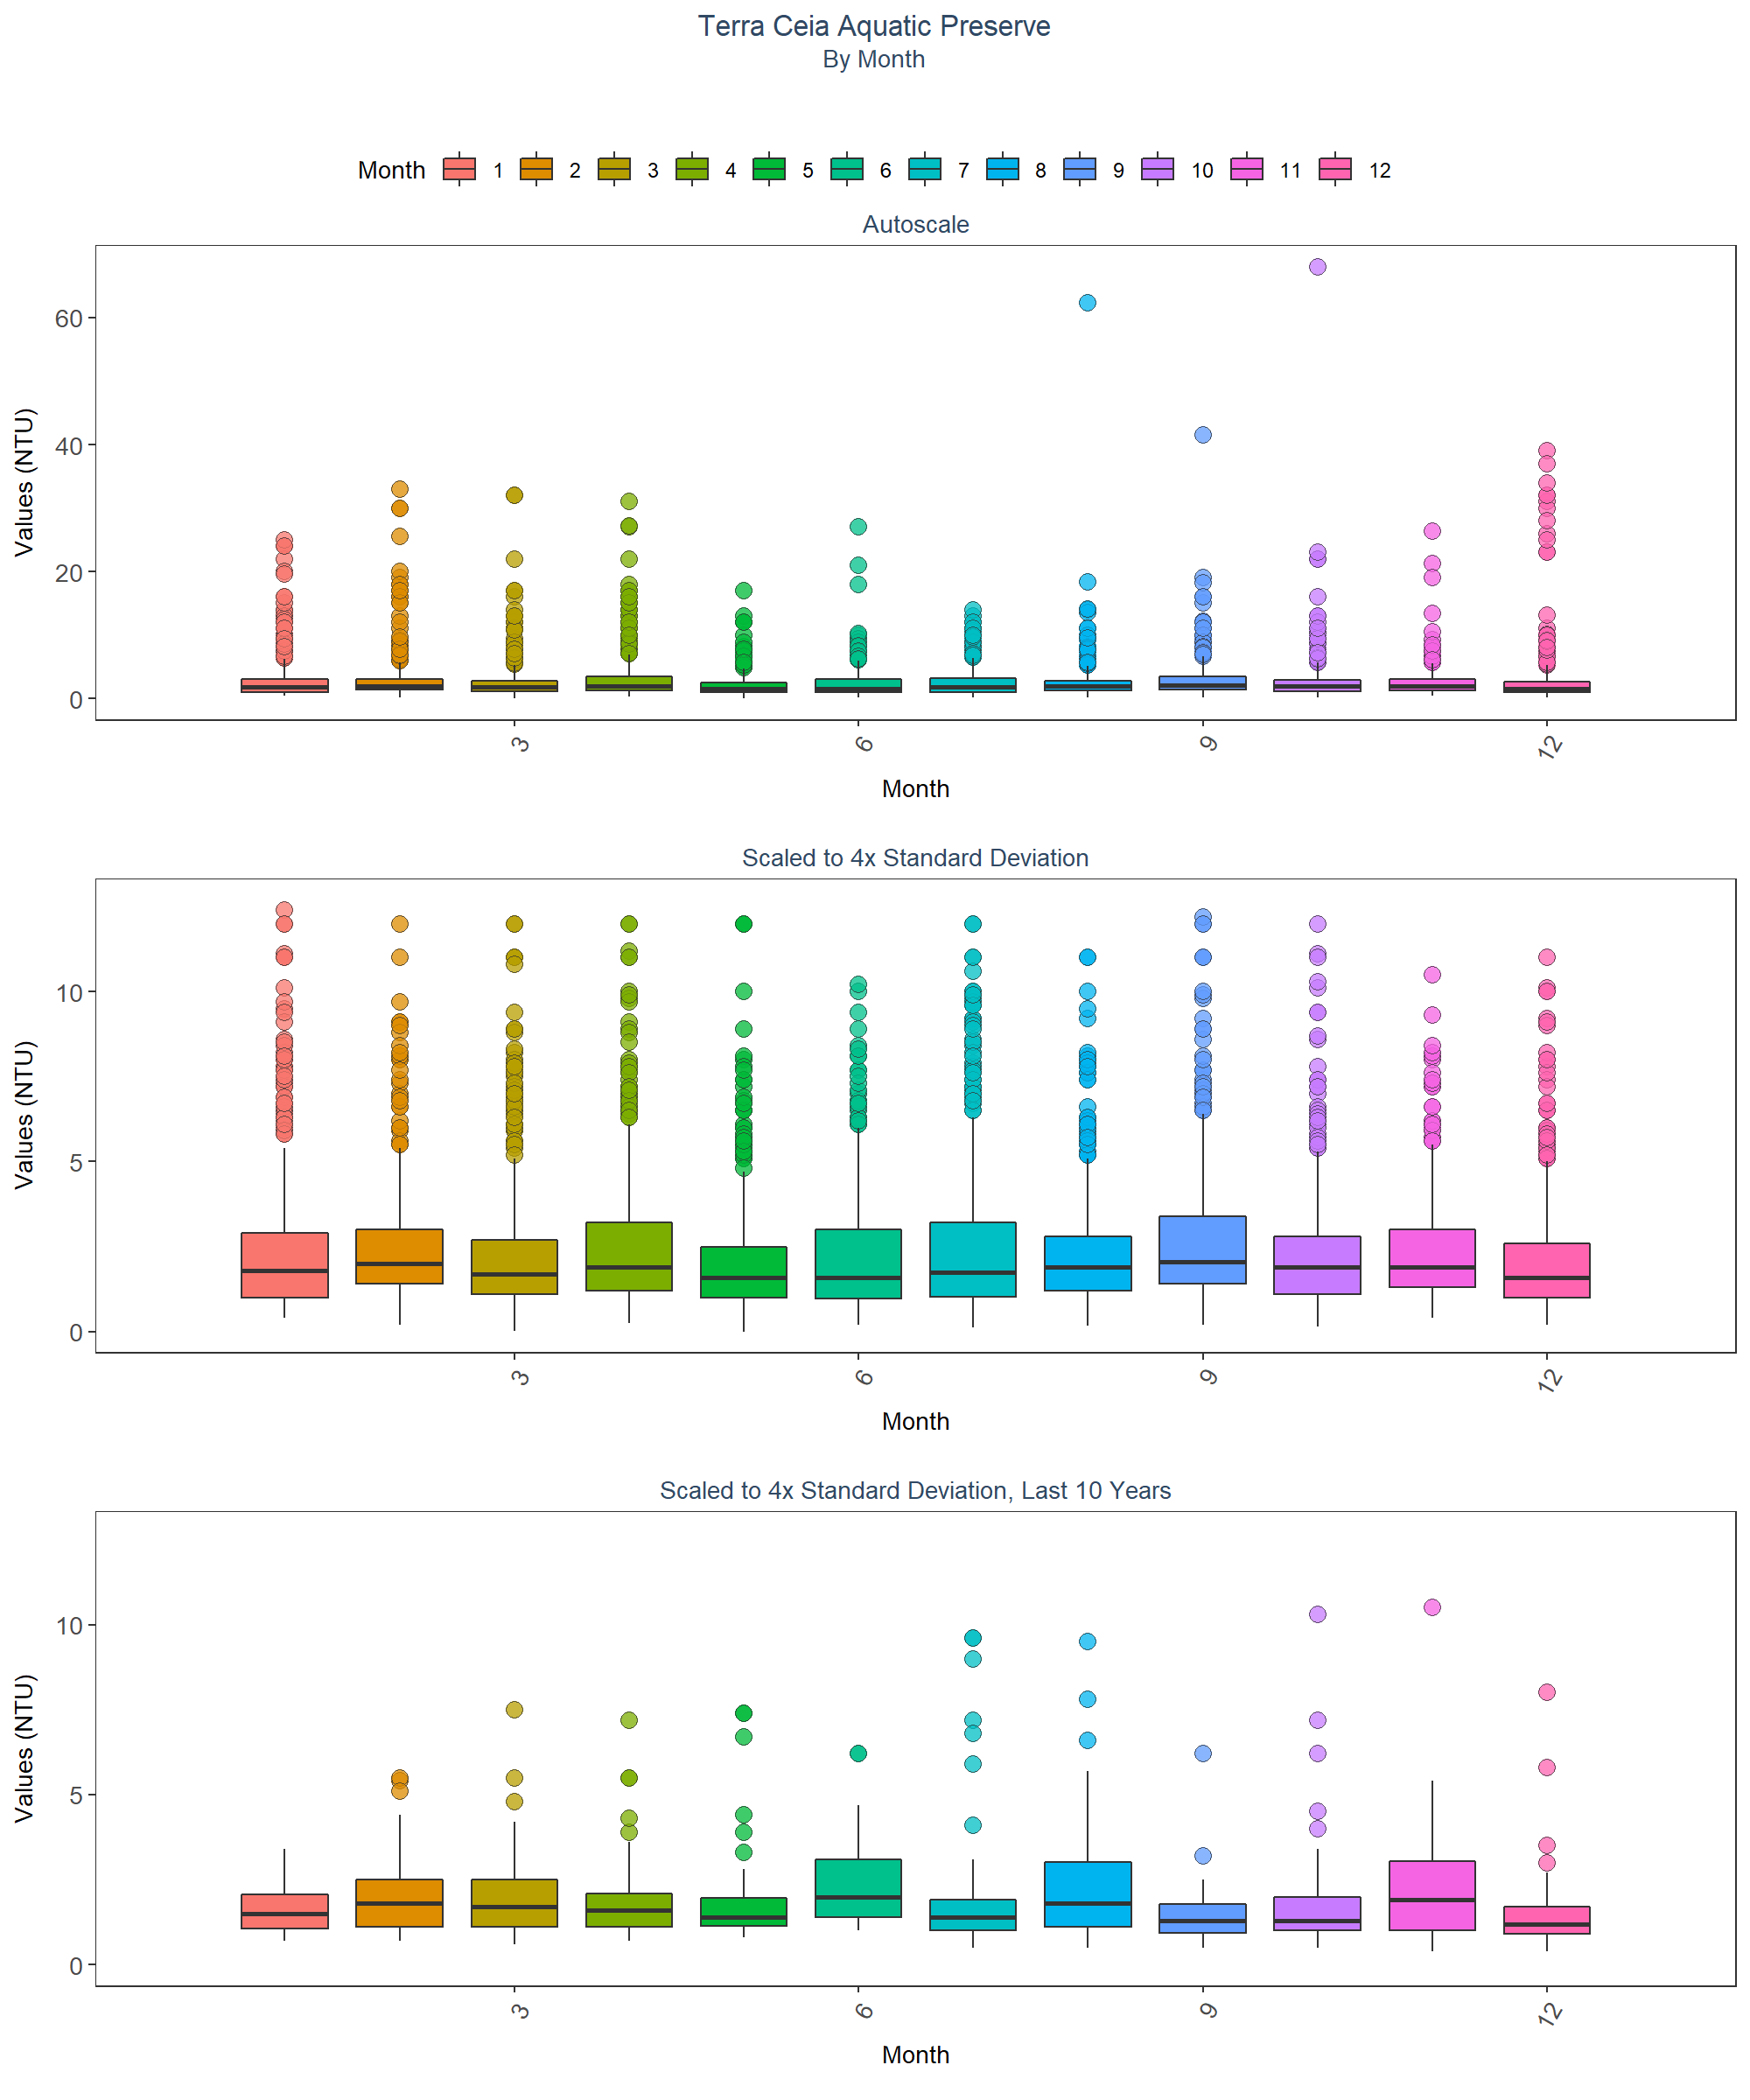 Terra Ceia Aquatic Preserve
By Month
Month 1 2 3 4 5 6 7 8 9 10 11 12
Autoscale
Values (NTU)
60
40
20
0
3 6 9 12
Month
Scaled to 4x Standard Deviation
Values (NTU)
10
5
0
3 6 9 12
Month
Scaled to 4x Standard Deviation, Last 10 Years
Values (NTU)
10
5
0
3 6 9 12
Month